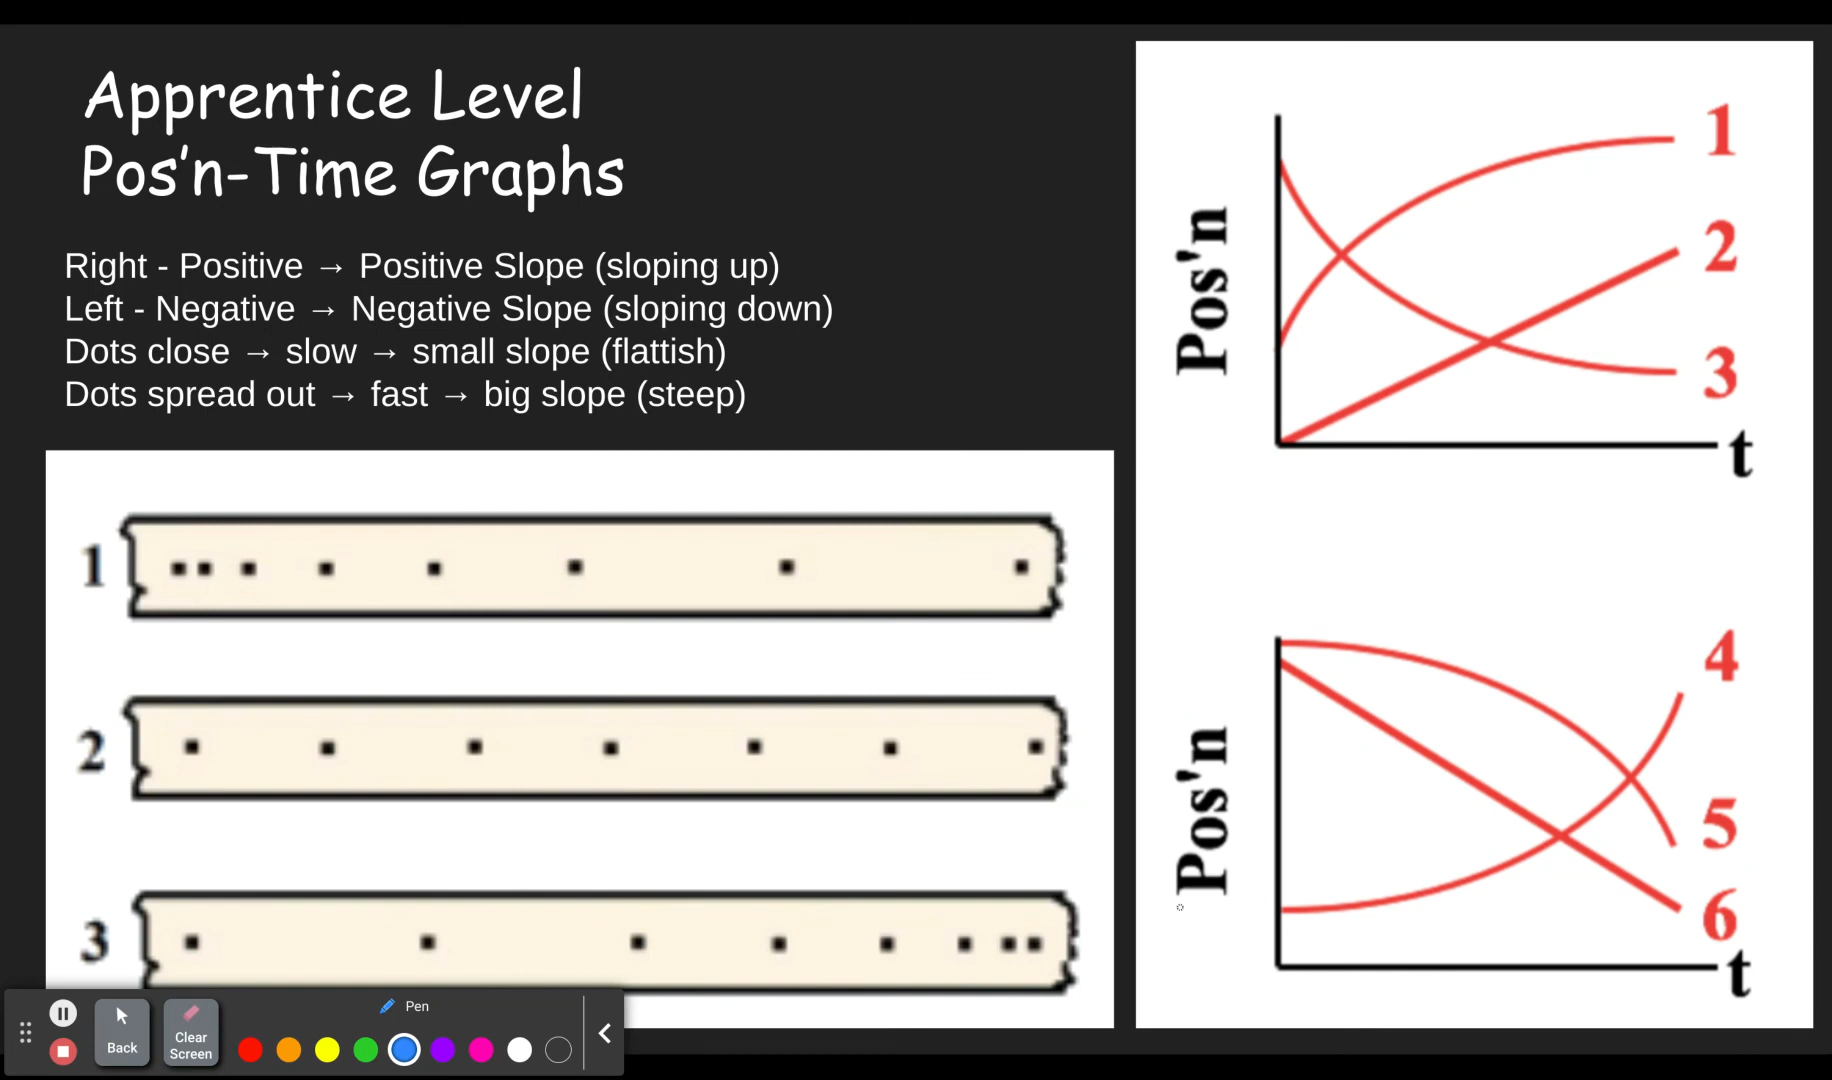 Apprentice Level
Pos'n-Time Graphs
Right - Positive → Positive Slope (sloping up)
Left - Negative → Negative Slope (sloping down)
Dots close → slow → small slope (flattish)
Dots spread out → fast → big slope (steep)
1
2
3
Pos'n
1
2
3
t
Pos'n
4
5
6
t
Back
Clear
Screen
Pen